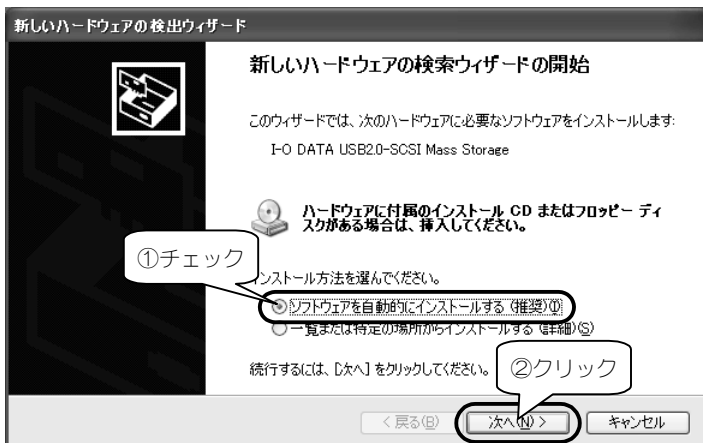 新しいハードウェアの検出ウィザード
新しいハードウェアの検索ウィザードの開始
このウィザードでは、次のハードウェアに必要なソフトウェアをインストールします:
I-O DATA USB2.0-SCSI Mass Storage
ハードウェアに付属のインストール CD またはフロッピー ディ
スクがある場合は、挿入してください。
①チェック
インストール方法を選んでください。
ソフトウェアを自動的にインストールする (推奨)(I)
一覧または特定の場所からインストールする (詳細)(S)
続行するには、[次へ] をクリックしてください。
②クリック
< 戻る(B)
次へ(N) >
キャンセル